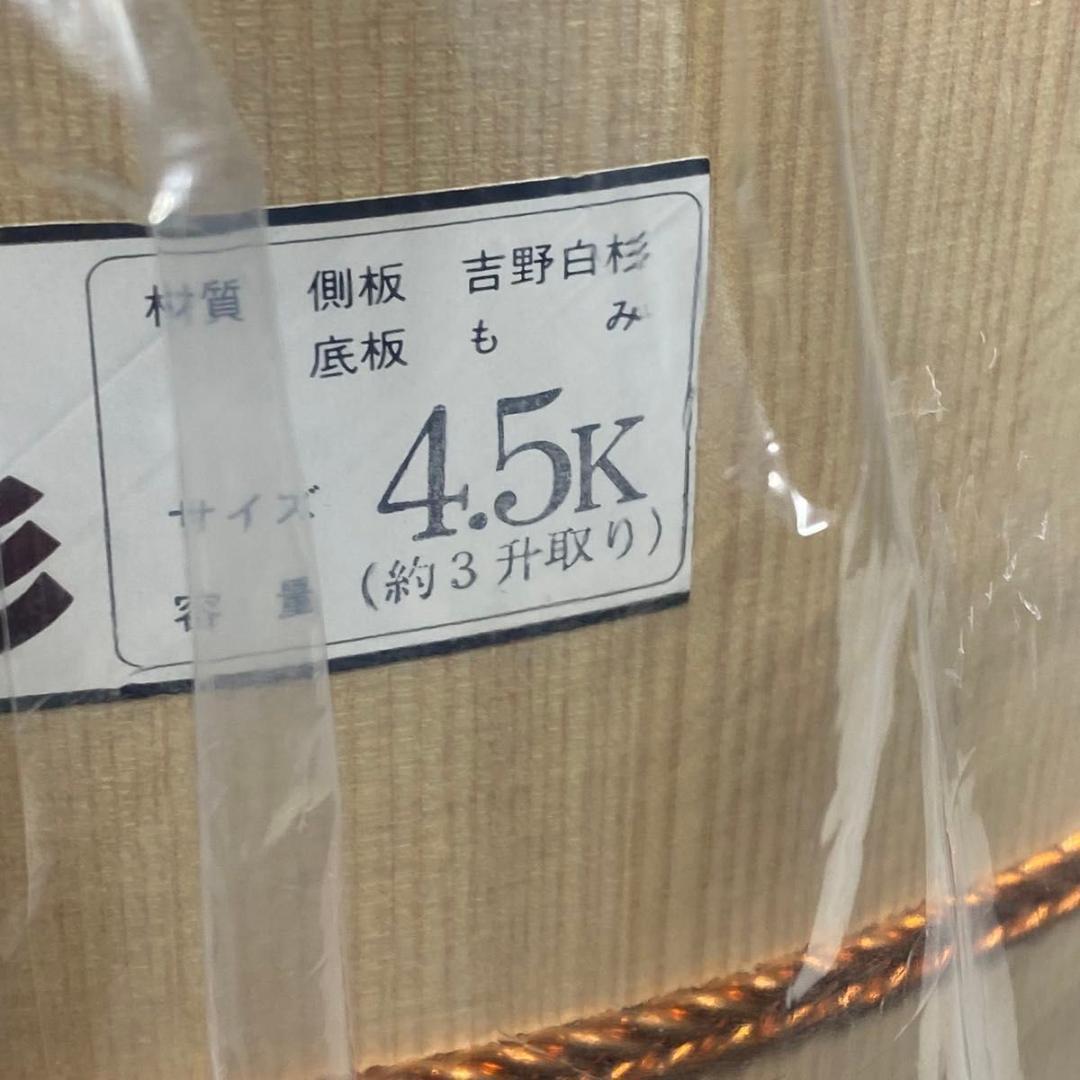 杉
材質 側板 吉野白杉
底板 もみ
サイズ 4.5K
容量 (約3升取り)